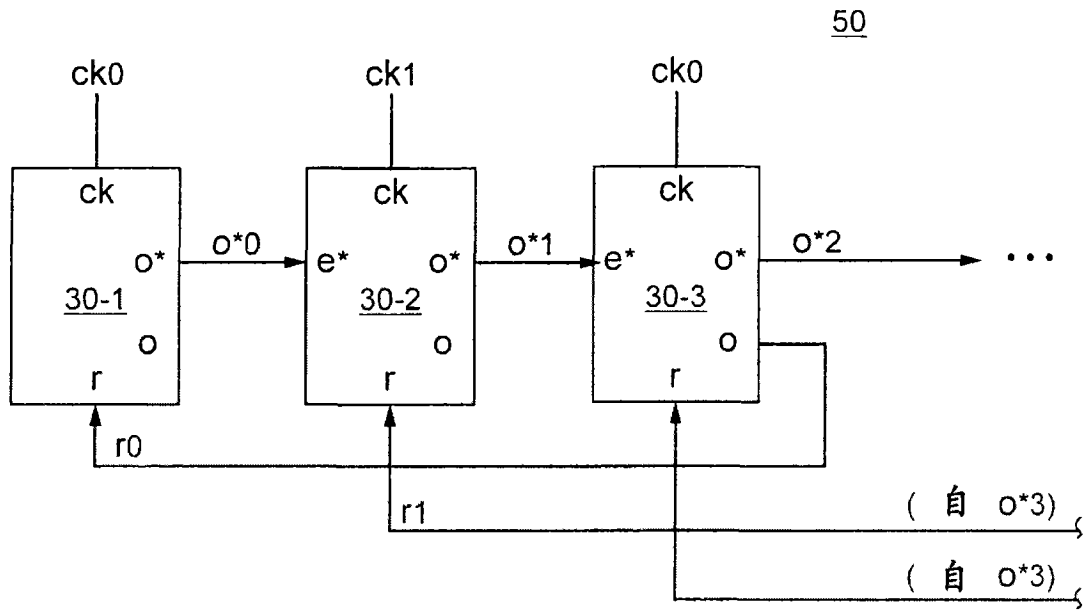 50
ck0 ck1 ck0
ck ck ck
o*0 o*1 o*2
o* e* o* e* o* ...
30-1 30-2 30-3
o o o
r r r
r0
r1 ( 自 o*3)
( 自 o*3)